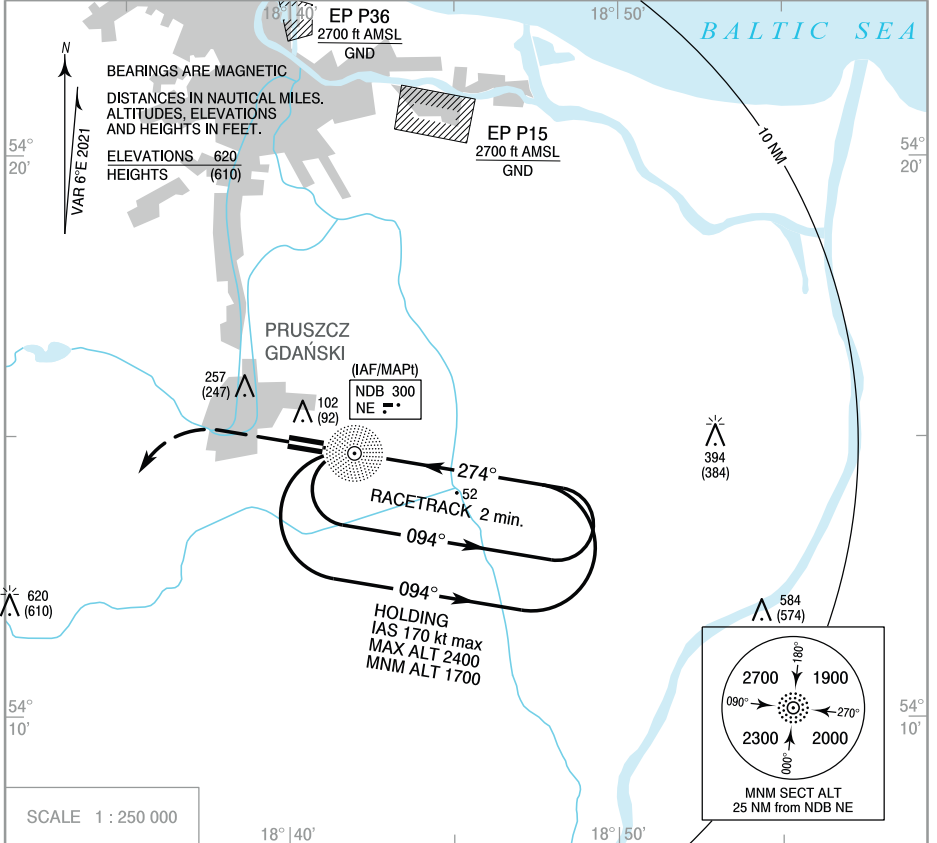 18°40'
18°50'
EP P36
2700 ft AMSL
GND
BALTIC SEA
N
BEARINGS ARE MAGNETIC
DISTANCES IN NAUTICAL MILES.
ALTITUDES, ELEVATIONS
AND HEIGHTS IN FEET.
ELEVATIONS 620
HEIGHTS (610)
VAR 6°E 2021
54°
20'
EP P15
2700 ft AMSL
GND
10 NM
54°
20'
PRUSZCZ
GDAŃSKI
(IAF/MAPt)
NDB 300
NE
257
(247)
102
(92)
394
(384)
274°
52
RACETRACK 2 min.
094°
094°
HOLDING
IAS 170 kt max
MAX ALT 2400
MNM ALT 1700
620
(610)
584
(574)
54°
10'
54°
10'
180°
2700 1900
090° 270°
2300 2000
000°
MNM SECT ALT
25 NM from NDB NE
SCALE 1 : 250 000
18°40'
18°50'